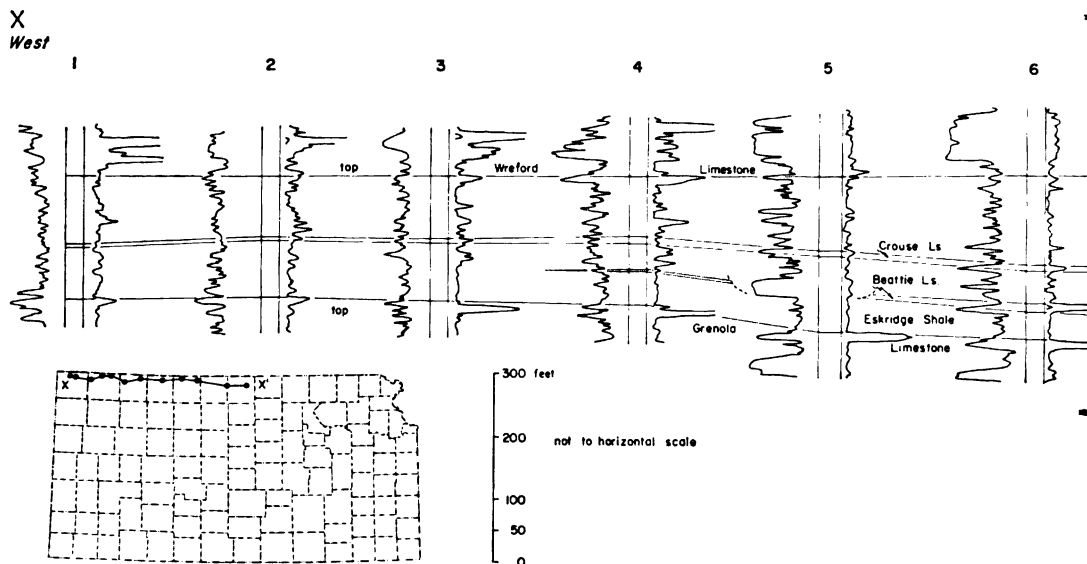 X
West
1 2 3 4 5 6
top Wreford Limestone
Crouse Ls
Beattie Ls.
Eskridge Shale
top Grenola Limestone
X X'
300 feet
200
100
50
0
not to horizontal scale